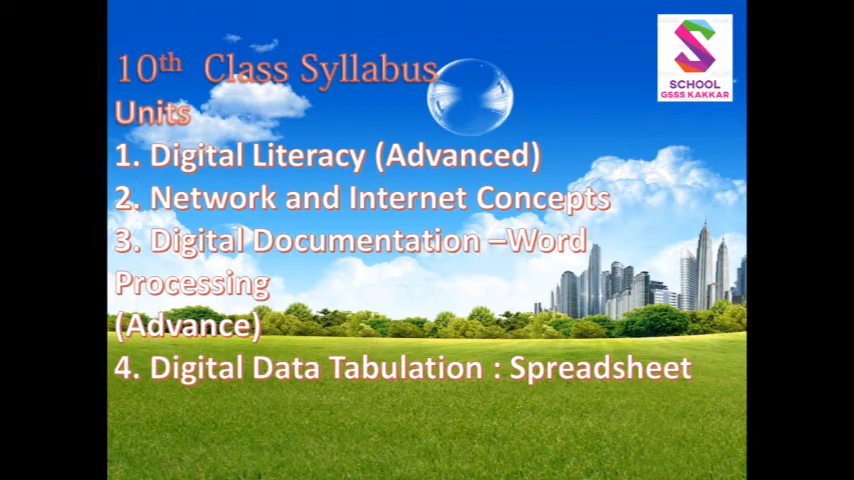 10th Class Syllabus
Units
1. Digital Literacy (Advanced)
2. Network and Internet Concepts
3. Digital Documentation –Word
Processing
(Advance)
4. Digital Data Tabulation : Spreadsheet
SCHOOL
GSSS KAKKAR